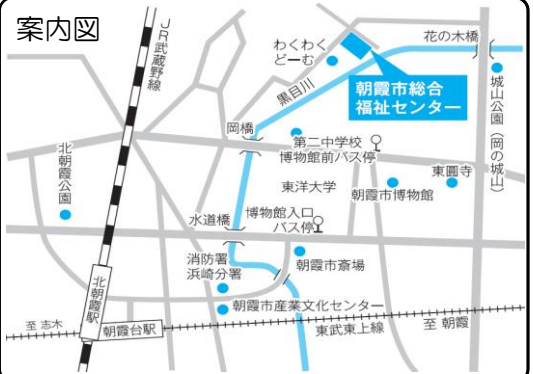 案内図
JR武蔵野線
わくわく
どーむ
花の木橋
黒目川
朝霞市総合
福祉センター
城山公園（岡の城山）
岡橋
第二中学校
博物館前バス停
北朝霞公園
東洋大学
朝霞市博物館
東圓寺
水道橋
博物館入口
バス停
消防署
浜崎分署
朝霞市斎場
北朝霞駅
朝霞市産業文化センター
至 志木
朝霞台駅
東武東上線
至 朝霞